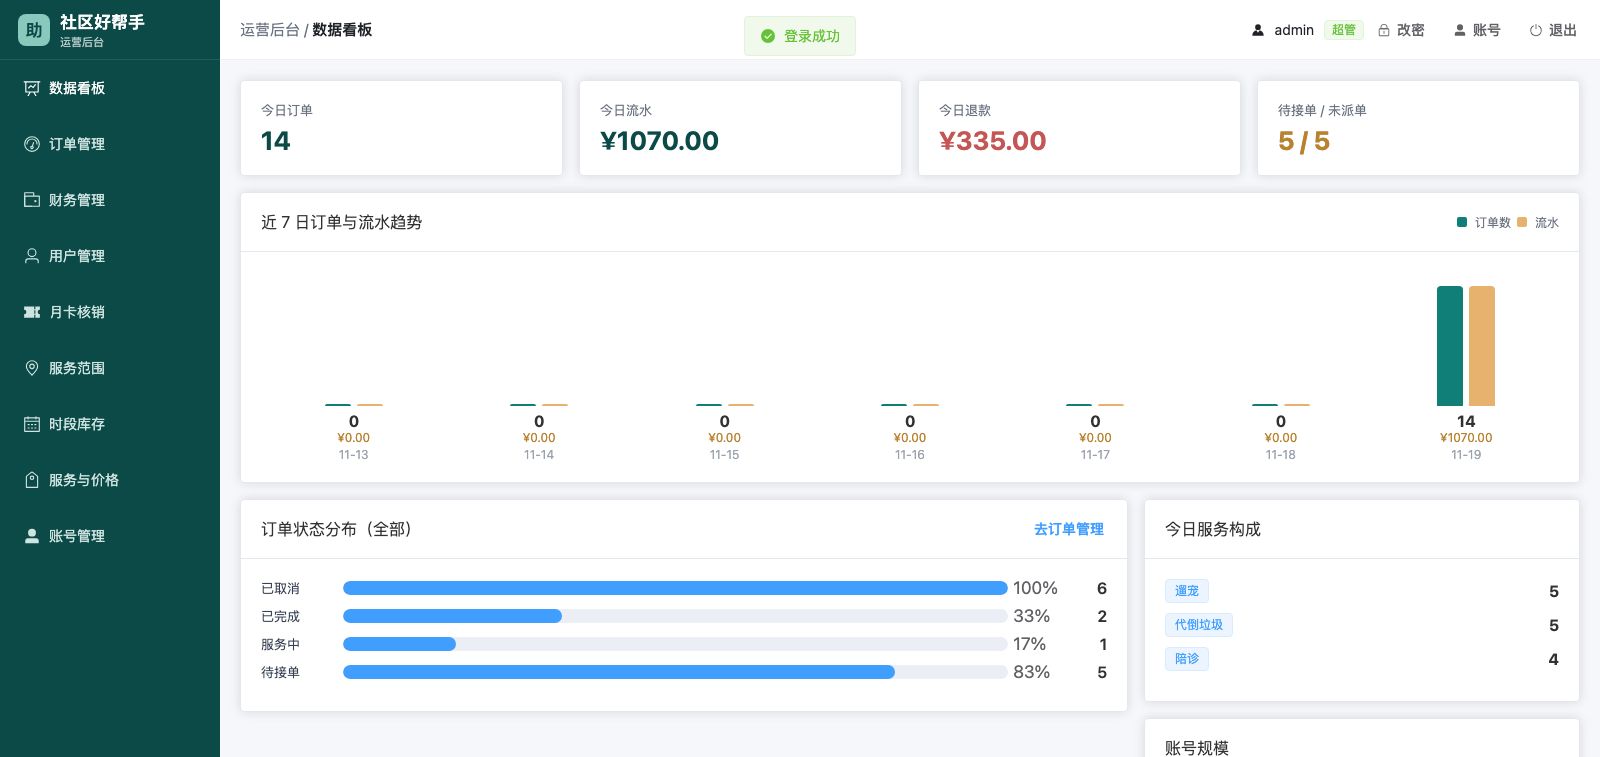 助
社区好帮手
运营后台
数据看板
订单管理
财务管理
用户管理
月卡核销
服务范围
时段库存
服务与价格
账号管理
运营后台 / 数据看板
登录成功
admin 超管 改密 账号 退出
今日订单
14
今日流水
¥1070.00
今日退款
¥335.00
待接单 / 未派单
5 / 5
近 7 日订单与流水趋势
订单数 流水
0 0 0 0 0 0 14
¥0.00 ¥0.00 ¥0.00 ¥0.00 ¥0.00 ¥0.00 ¥1070.00
11-13 11-14 11-15 11-16 11-17 11-18 11-19
订单状态分布（全部） 去订单管理
已取消 100% 6
已完成 33% 2
服务中 17% 1
待接单 83% 5
今日服务构成
遛宠 5
代倒垃圾 5
陪诊 4
账号规模